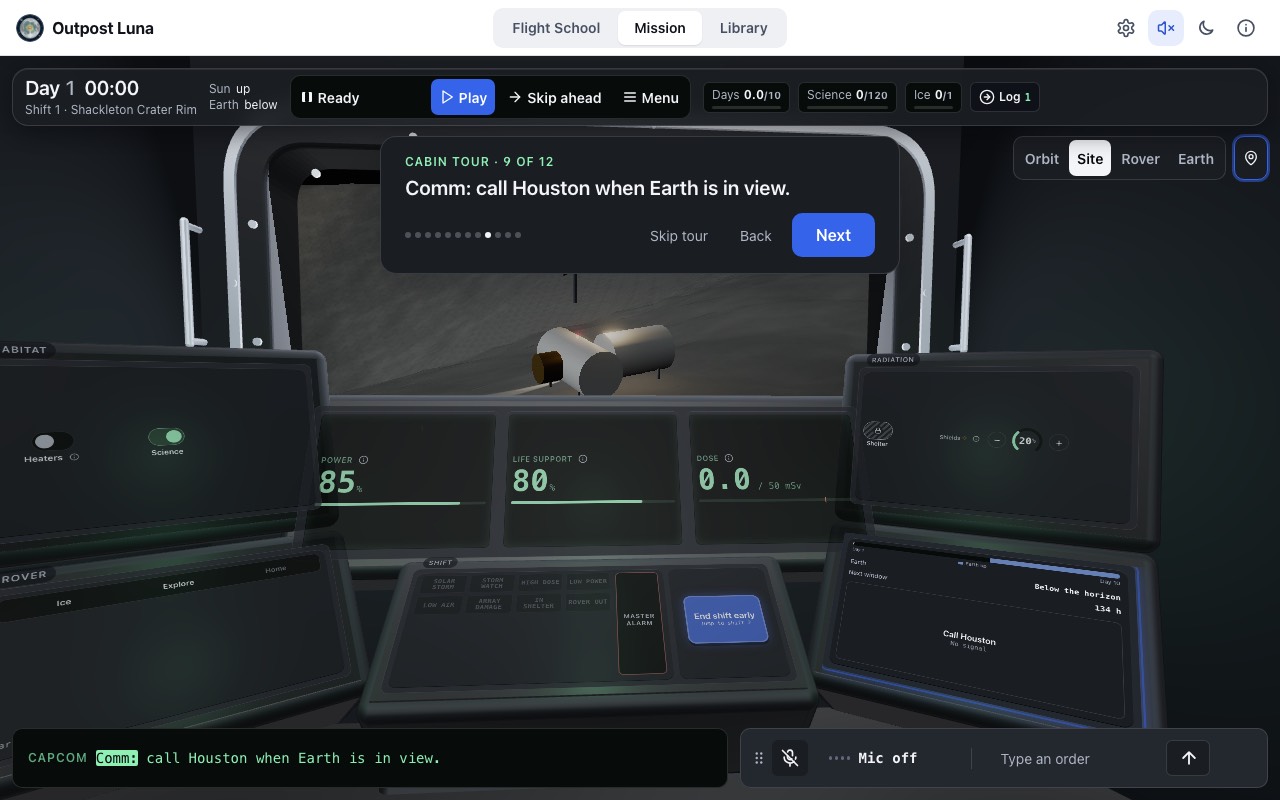 Outpost Luna
Flight School
Mission
Library
Day 1 00:00
Shift 1 · Shackleton Crater Rim
Sun up
Earth below
Ready
Play
Skip ahead
Menu
Days 0.0/10
Science 0/120
Ice 0/1
Log 1
CABIN TOUR · 9 OF 12
Comm: call Houston when Earth is in view.
Skip tour
Back
Next
Orbit
Site
Rover
Earth
ABITAT
Heaters
Science
POWER
85%
LIFE SUPPORT
80%
DOSE
0.0 / 50 mSv
RADIATION
Shelter
Shields
−
20%
+
ROVER
Ice
Explore
Home
SHIFT
SOLAR STORM
STORM WATCH
HIGH DOSE
LOW POWER
LOW AIR
ARRAY DAMAGE
IN SHELTER
ROVER OUT
MASTER ALARM
End shift early
Day 10
Earth
Below the horizon
Next window
134 h
Call Houston
No signal
CAPCOM Comm: call Houston when Earth is in view.
Mic off
Type an order